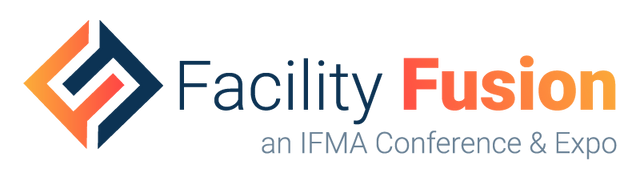 Facility Fusion
an IFMA Conference & Expo